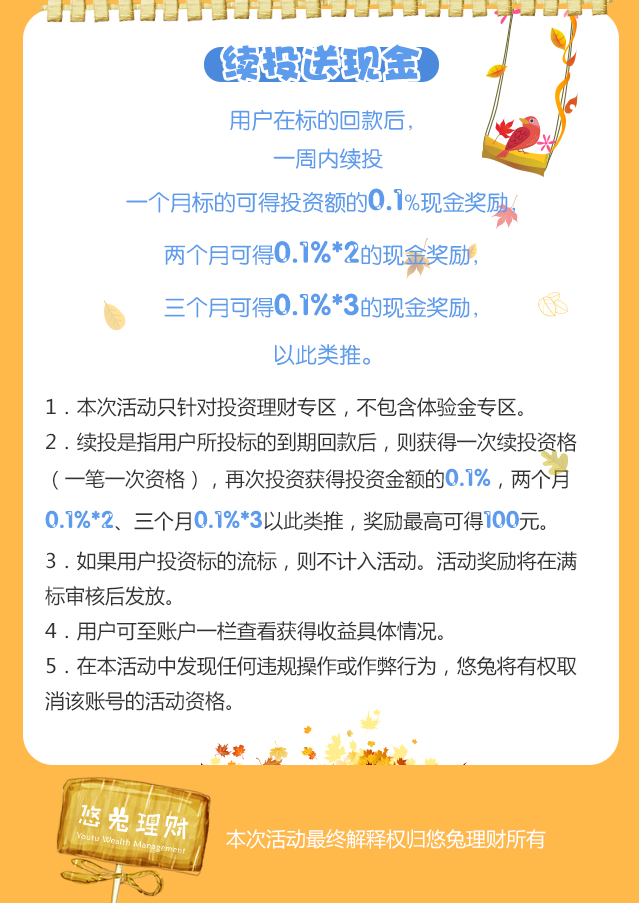 续投送现金
用户在标的回款后，
一周内续投
一个月标的可得投资额的0.1%现金奖励，
两个月可得0.1%*2的现金奖励，
三个月可得0.1%*3的现金奖励，
以此类推。
1．本次活动只针对投资理财专区，不包含体验金专区。
2．续投是指用户所投标的到期回款后，则获得一次续投资格
（一笔一次资格），再次投资获得投资金额的0.1%，两个月
0.1%*2、三个月0.1%*3以此类推，奖励最高可得100元。
3．如果用户投资标的流标，则不计入活动。活动奖励将在满
标审核后发放。
4．用户可至账户一栏查看获得收益具体情况。
5．在本活动中发现任何违规操作或作弊行为，悠兔将有权取
消该账号的活动资格。
悠兔理财
Youtu Wealth Management
本次活动最终解释权归悠兔理财所有